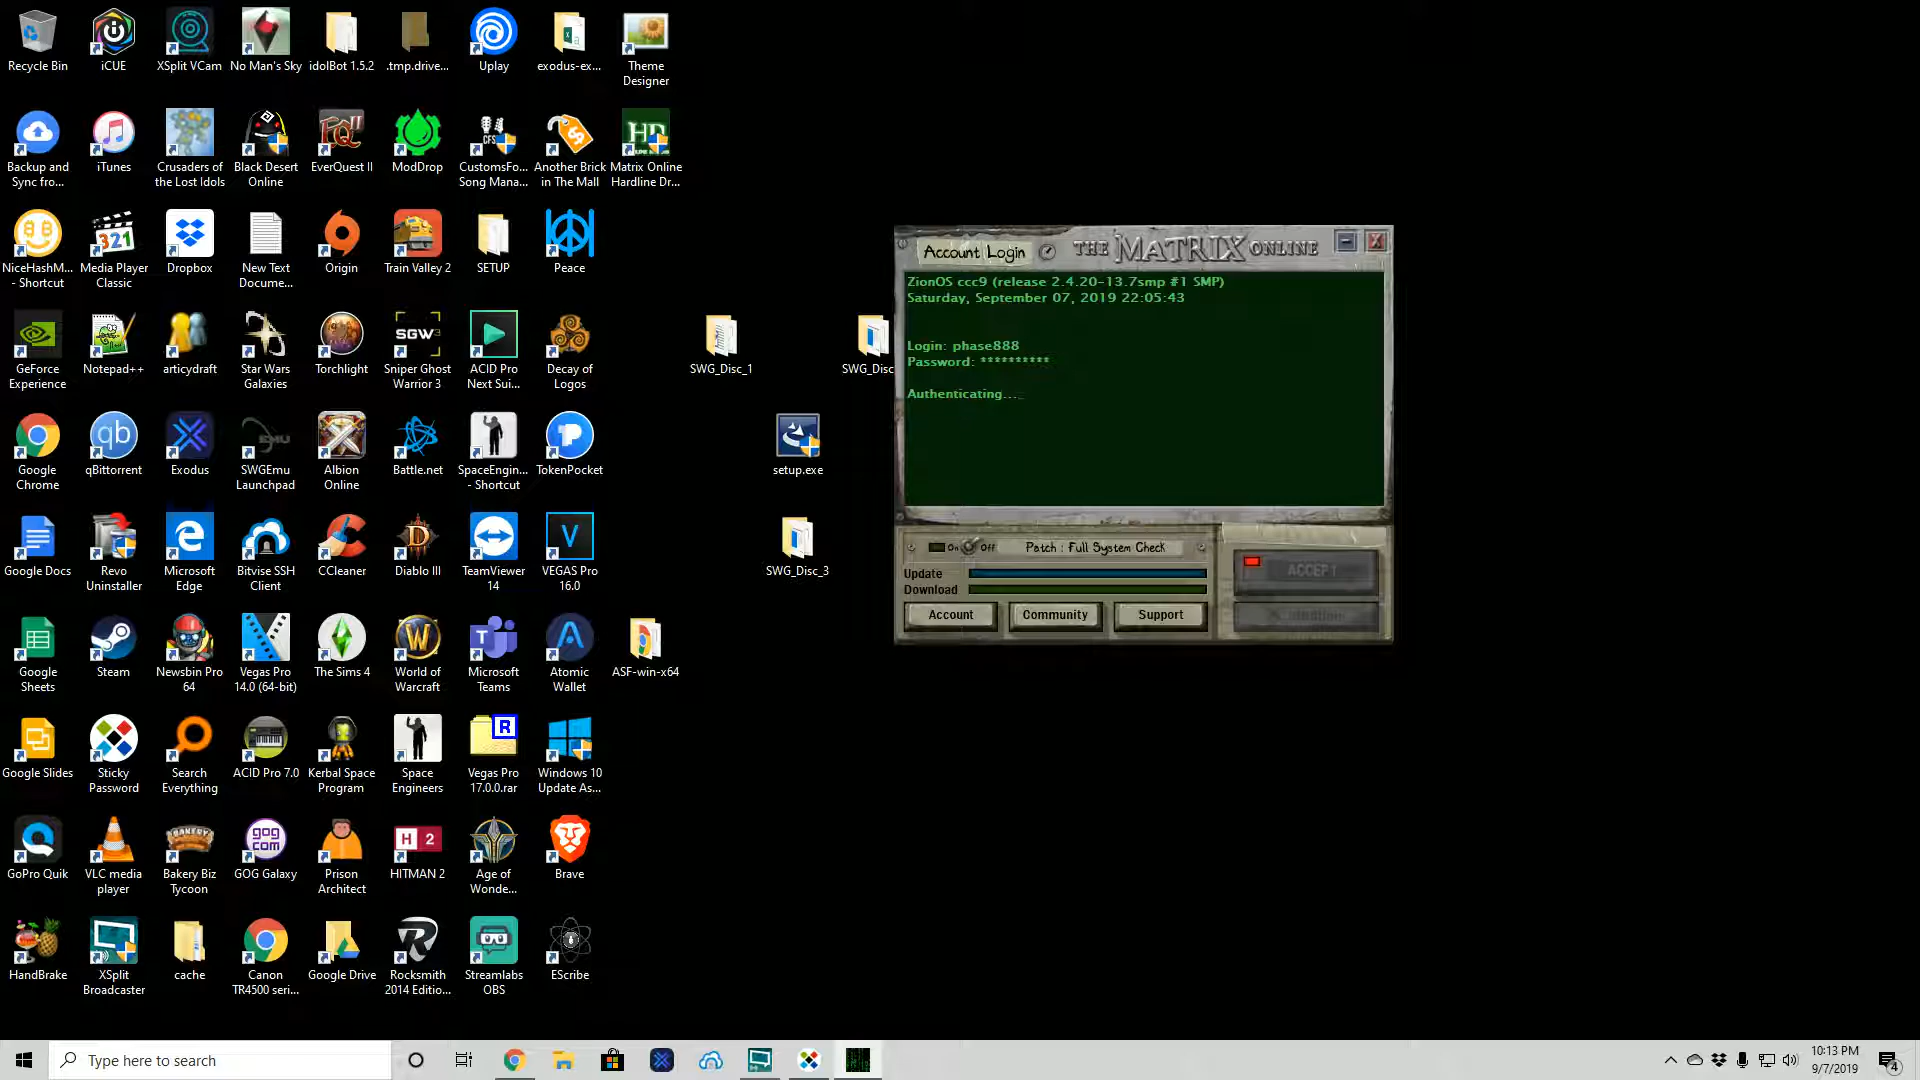 Recycle Bin
iCUE
XSplit VCam
No Man's Sky
idolBot 1.5.2
.tmp.drive...
Uplay
exodus-ex...
Theme
Designer
Backup and
Sync fro...
iTunes
Crusaders of
the Lost Idols
Black Desert
Online
EverQuest II
ModDrop
CustomsFo...
Song Mana...
Another Brick
in The Mall
Matrix Online
Hardline Dr...
NiceHashM...
- Shortcut
Media Player
Classic
Dropbox
New Text
Docume...
Origin
Train Valley 2
SETUP
Peace
GeForce
Experience
Notepad++
articydraft
Star Wars
Galaxies
Torchlight
Sniper Ghost
Warrior 3
ACID Pro
Next Sui...
Decay of
Logos
SWG_Disc_1
SWG_Disc
Google
Chrome
qBittorrent
Exodus
SWGEmu
Launchpad
Albion
Online
Battle.net
SpaceEngin...
- Shortcut
TokenPocket
setup.exe
Google Docs
Revo
Uninstaller
Microsoft
Edge
Bitvise SSH
Client
CCleaner
Diablo III
TeamViewer
14
VEGAS Pro
16.0
SWG_Disc_3
Google
Sheets
Steam
Newsbin Pro
64
Vegas Pro
14.0 (64-bit)
The Sims 4
World of
Warcraft
Microsoft
Teams
Atomic
Wallet
ASF-win-x64
Google Slides
Sticky
Password
Search
Everything
ACID Pro 7.0
Kerbal Space
Program
Space
Engineers
Vegas Pro
17.0.0.rar
Windows 10
Update As...
GoPro Quik
VLC media
player
Bakery Biz
Tycoon
GOG Galaxy
Prison
Architect
HITMAN 2
Age of
Wonde...
Brave
HandBrake
XSplit
Broadcaster
cache
Canon
TR4500 seri...
Google Drive
Rocksmith
2014 Editio...
Streamlabs
OBS
EScribe
Account Login
THE MATRIX ONLINE
ZionOS ccc9 (release 2.4.20-13.7smp #1 SMP)
Saturday, September 07, 2019 22:05:43
Login: phase888
Password: **********
Authenticating..._
On Off
Patch : Full System Check
Update
Download
ACCEPT
Account
Community
Support
Type here to search
10:13 PM
9/7/2019
4